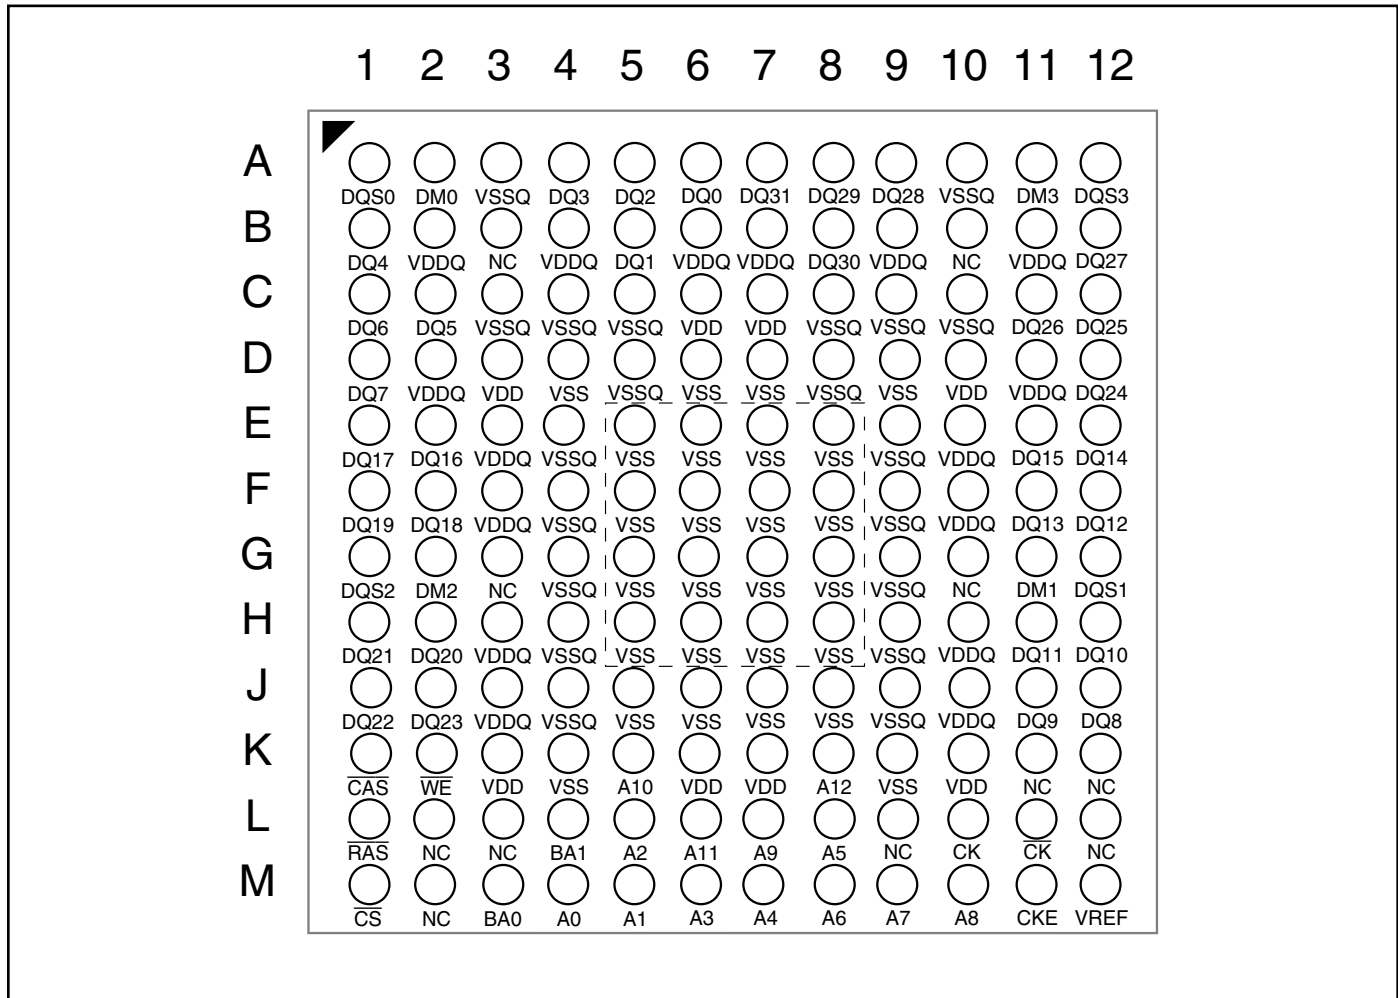 1 2 3 4 5 6 7 8 9 10 11 12
A
DQS0 DM0 VSSQ DQ3 DQ2 DQ0 DQ31 DQ29 DQ28 VSSQ DM3 DQS3
B
DQ4 VDDQ NC VDDQ DQ1 VDDQ VDDQ DQ30 VDDQ NC VDDQ DQ27
C
DQ6 DQ5 VSSQ VSSQ VSSQ VDD VDD VSSQ VSSQ VSSQ DQ26 DQ25
D
DQ7 VDDQ VDD VSS VSSQ VSS VSS VSSQ VSS VDD VDDQ DQ24
E
DQ17 DQ16 VDDQ VSSQ VSS VSS VSS VSS VSSQ VDDQ DQ15 DQ14
F
DQ19 DQ18 VDDQ VSSQ VSS VSS VSS VSS VSSQ VDDQ DQ13 DQ12
G
DQS2 DM2 NC VSSQ VSS VSS VSS VSS VSSQ NC DM1 DQS1
H
DQ21 DQ20 VDDQ VSSQ VSS VSS VSS VSS VSSQ VDDQ DQ11 DQ10
J
DQ22 DQ23 VDDQ VSSQ VSS VSS VSS VSS VSSQ VDDQ DQ9 DQ8
K
C̅A̅S̅ W̅E̅ VDD VSS A10 VDD VDD A12 VSS VDD NC NC
L
R̅A̅S̅ NC NC BA1 A2 A11 A9 A5 NC CK C̅K̅ NC
M
C̅S̅ NC BA0 A0 A1 A3 A4 A6 A7 A8 CKE VREF